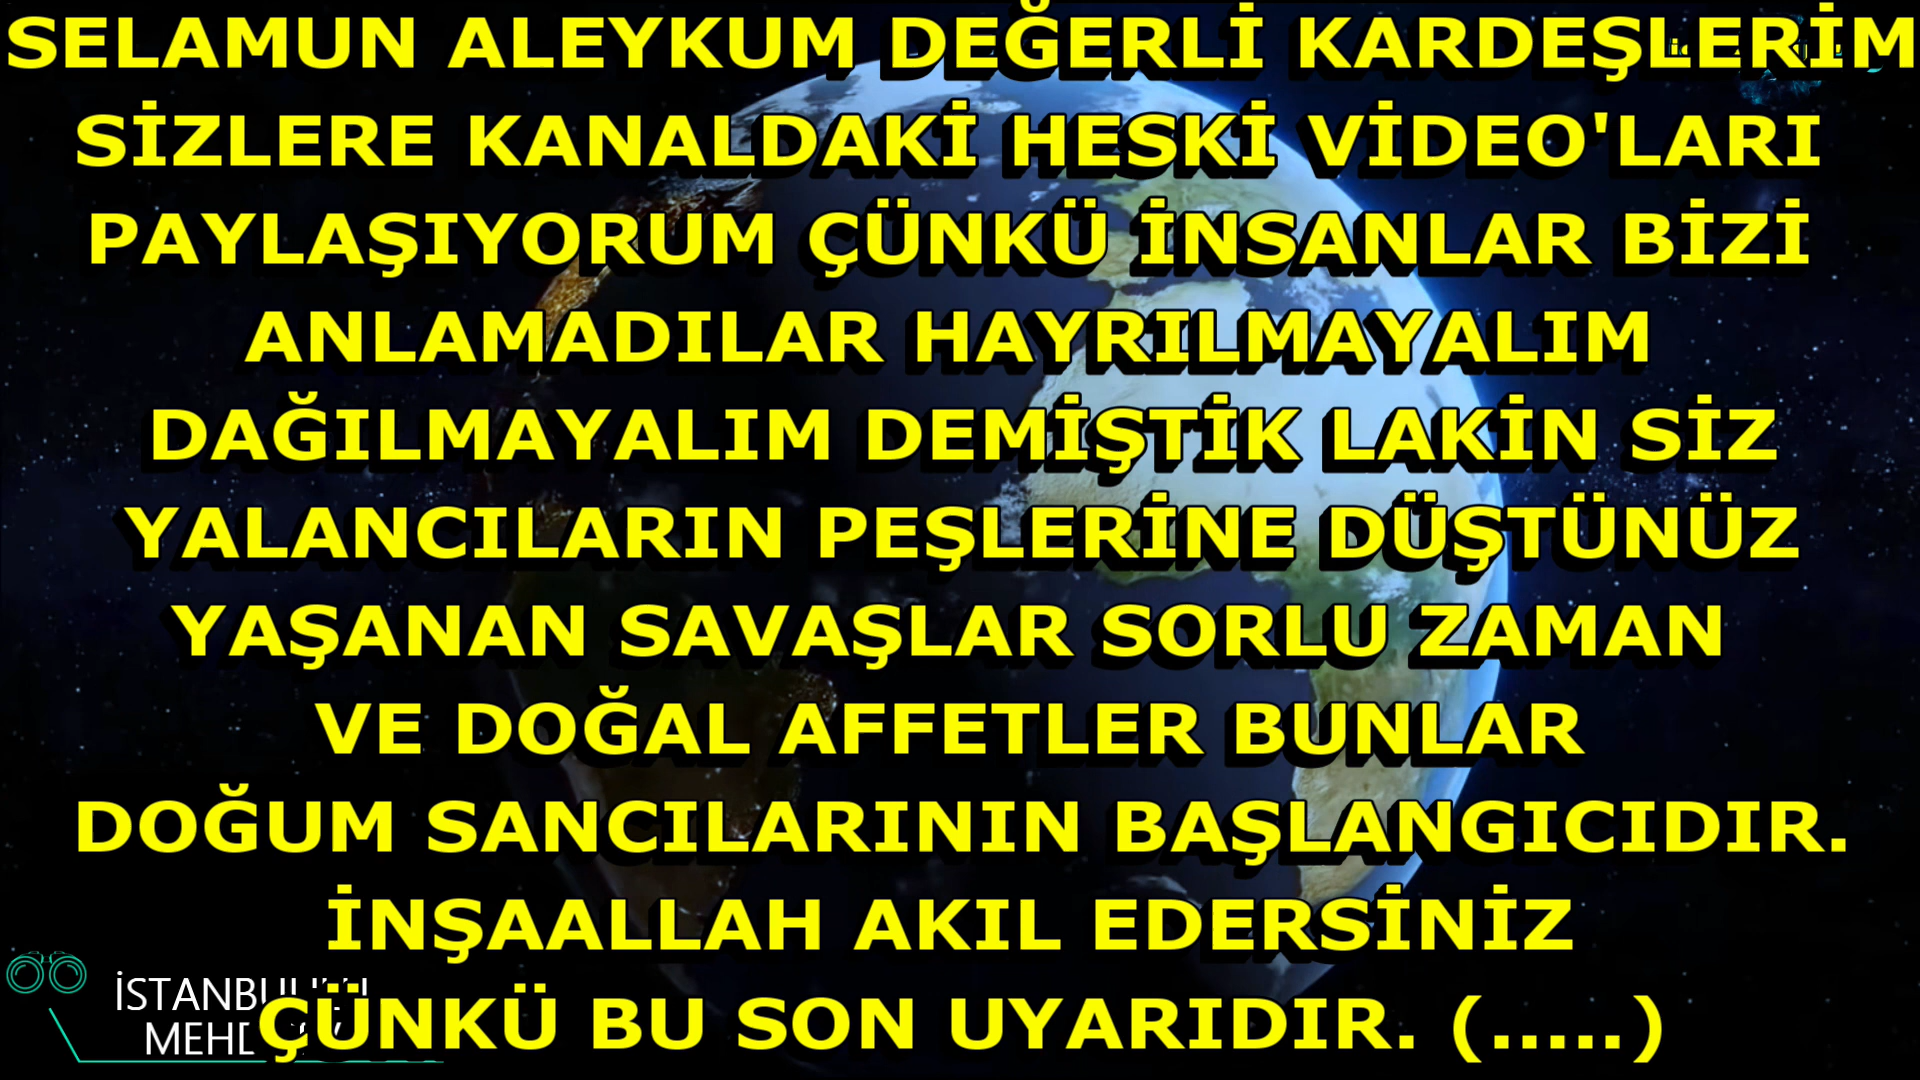 SELAMUN ALEYKUM DEĞERLİ KARDEŞLERİM
SİZLERE KANALDAKİ HESKİ VİDEO'LARI
PAYLAŞIYORUM ÇÜNKÜ İNSANLAR BİZİ
ANLAMADILAR HAYRILMAYALIM
DAĞILMAYALIM DEMİŞTİK LAKİN SİZ
YALANCILARIN PEŞLERİNE DÜŞTÜNÜZ
YAŞANAN SAVAŞLAR SORLU ZAMAN
VE DOĞAL AFFETLER BUNLAR
DOĞUM SANCILARININ BAŞLANGICIDIR.
İNŞAALLAH AKIL EDERSİNİZ
ÇÜNKÜ BU SON UYARIDIR. (.....)